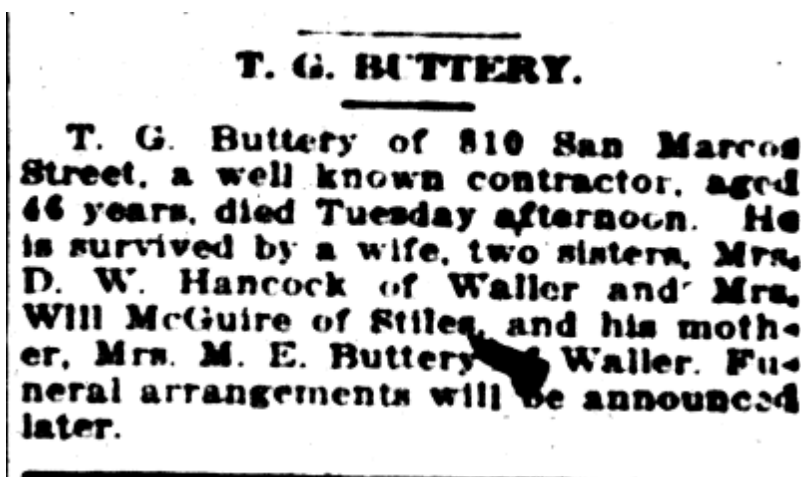 T. G. BUTTERY.
T. G. Buttery of 810 San Marcos
Street, a well known contractor, aged
46 years, died Tuesday afternoon. He
is survived by a wife, two sisters, Mrs.
D. W. Hancock of Waller and Mrs.
Will McGuire of Stiles, and his moth-
er, Mrs. M. E. Buttery Waller. Fu-
neral arrangements will be announced
later.